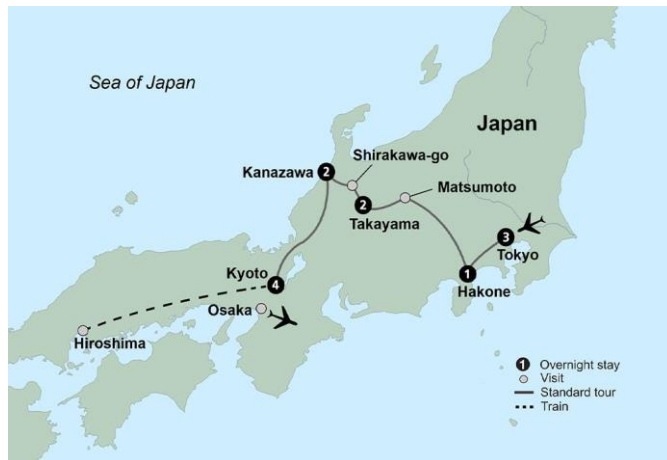 Sea of Japan
Japan
Shirakawa-go
Kanazawa
2
Matsumoto
2
Takayama
3
Tokyo
Kyoto
4
1
Hakone
Osaka
Hiroshima
1 Overnight stay
Visit
Standard tour
Train